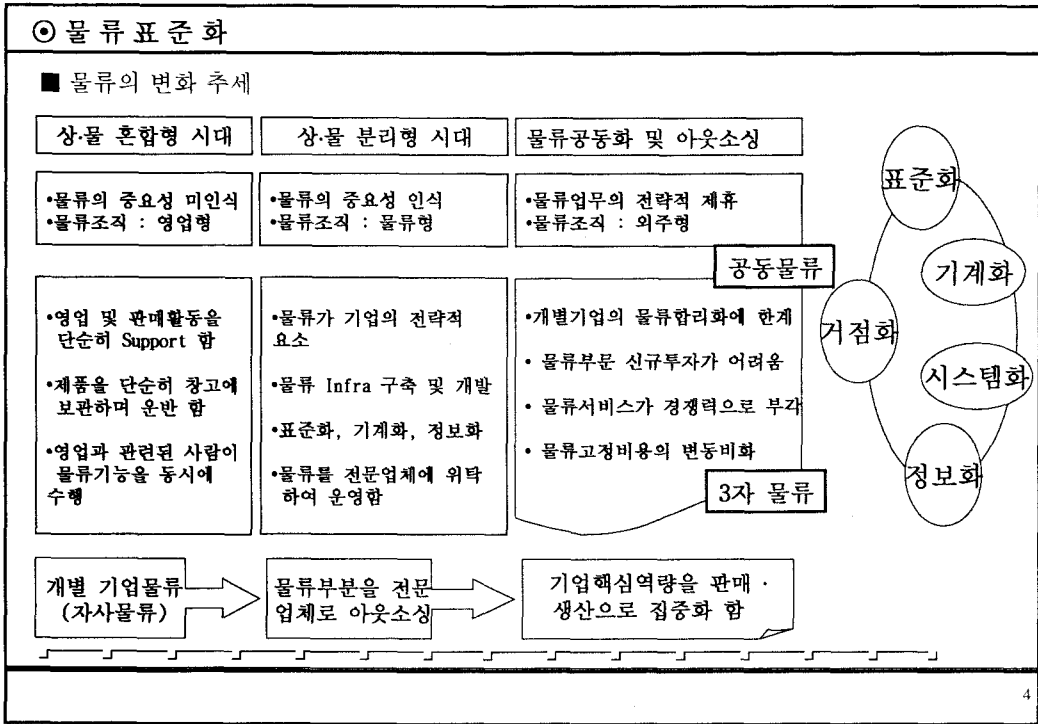 ⊙ 물 류 표 준 화
■ 물류의 변화 추세
상·물 혼합형 시대
•물류의 중요성 미인식
•물류조직 : 영업형
•영업 및 판매활동을
단순히 Support 함
•제품을 단순히 창고에
보관하며 운반 함
•영업과 관련된 사람이
물류기능을 동시에
수행
상·물 분리형 시대
•물류의 중요성 인식
•물류조직 : 물류형
•물류가 기업의 전략적
요소
•물류 Infra 구축 및 개발
•표준화, 기계화, 정보화
•물류를 전문업체에 위탁
하여 운영함
물류공동화 및 아웃소싱
•물류업무의 전략적 제휴
•물류조직 : 외주형
공동물류
•개별기업의 물류합리화에 한계
• 물류부문 신규투자가 어려움
• 물류서비스가 경쟁력으로 부각
• 물류고정비용의 변동비화
3자 물류
표준화
기계화
거점화
시스템화
정보화
개별 기업물류
(자사물류)
물류부분을 전문
업체로 아웃소싱
기업핵심역량을 판매 ·
생산으로 집중화 함
4